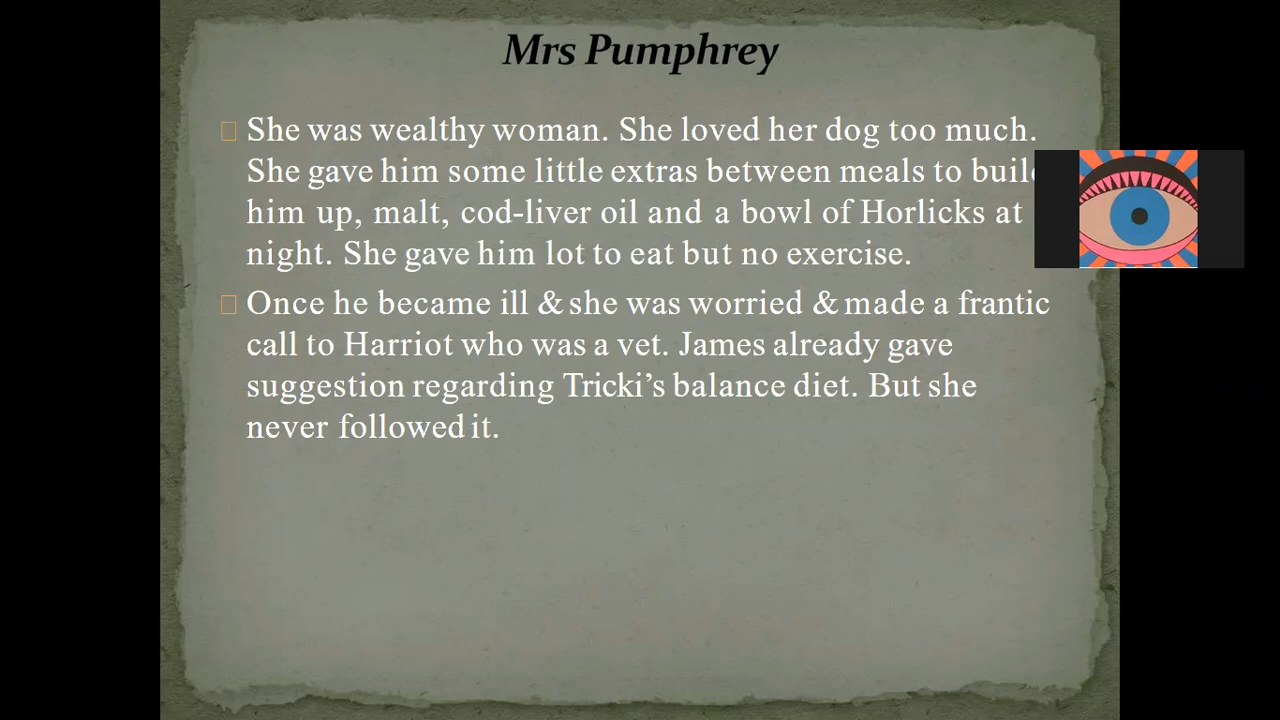 Mrs Pumphrey
She was wealthy woman. She loved her dog too much.
She gave him some little extras between meals to build
him up, malt, cod-liver oil and a bowl of Horlicks at
night. She gave him lot to eat but no exercise.
Once he became ill & she was worried & made a frantic
call to Harriot who was a vet. James already gave
suggestion regarding Tricki's balance diet. But she
never followed it.